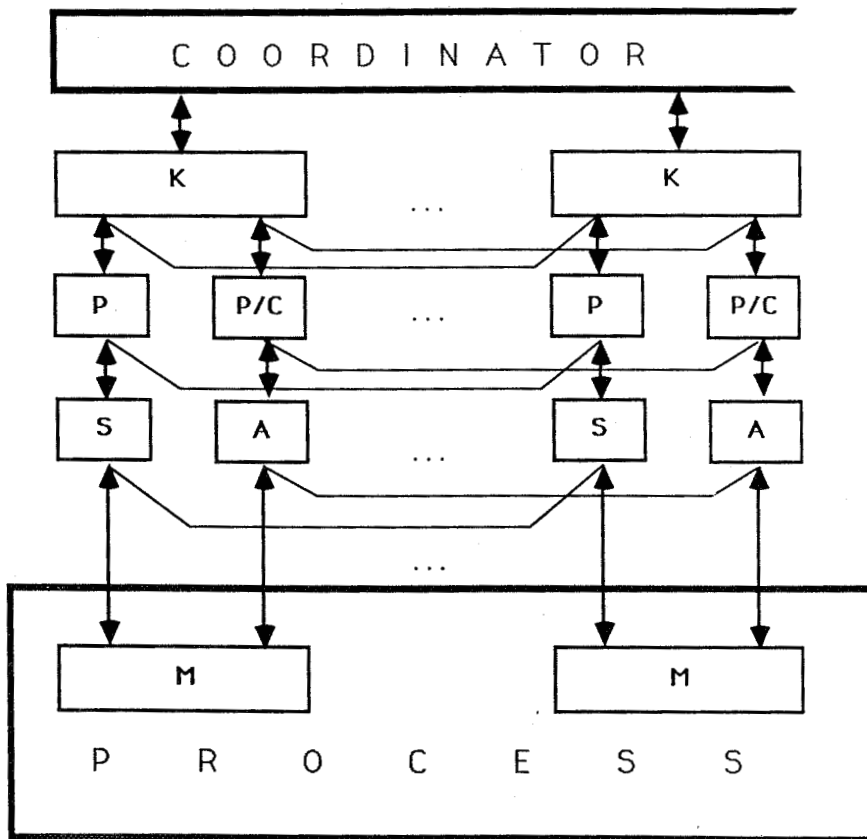 COORDINATOR
K K
...
P P/C ... P P/C
S A ... S A
...
M M
PROCESS